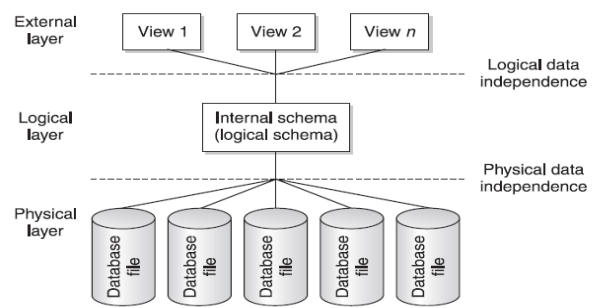 External
layer
View 1
View 2
View n
Logical data
independence
Logical
layer
Internal schema
(logical schema)
Physical data
independence
Physical
layer
Database
file
Database
file
Database
file
Database
file
Database
file